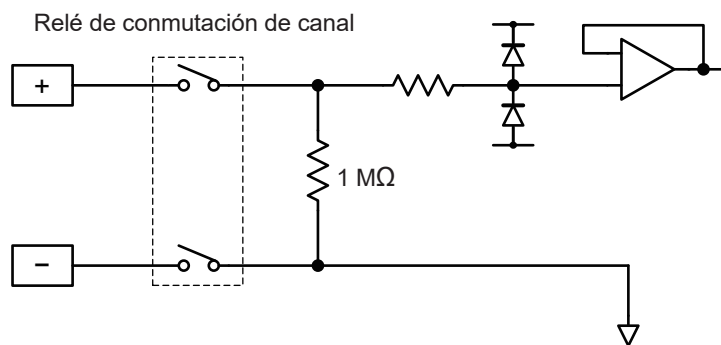 Relé de conmutación de canal
+
1 MΩ
−